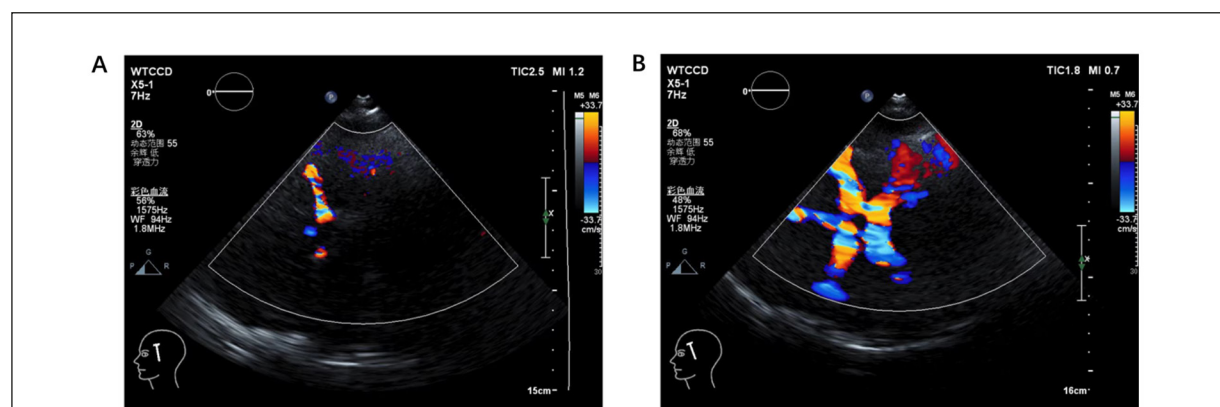 A
WTCCD
X5-1
7Hz
0°
TIC2.5 MI 1.2
M5 M6
+33.7
2D
63%
动态范围 55
余辉 低
穿透力
彩色血流
56%
1575Hz
WF 94Hz
1.8MHz
-33.7
cm/s
G
P R
x
30
15cm
B
WTCCD
X5-1
7Hz
0°
TIC1.8 MI 0.7
M5 M6
+33.7
2D
68%
动态范围 55
余辉 低
穿透力
彩色血流
48%
1575Hz
WF 94Hz
1.8MHz
-33.7
cm/s
G
P R
x
30
16cm